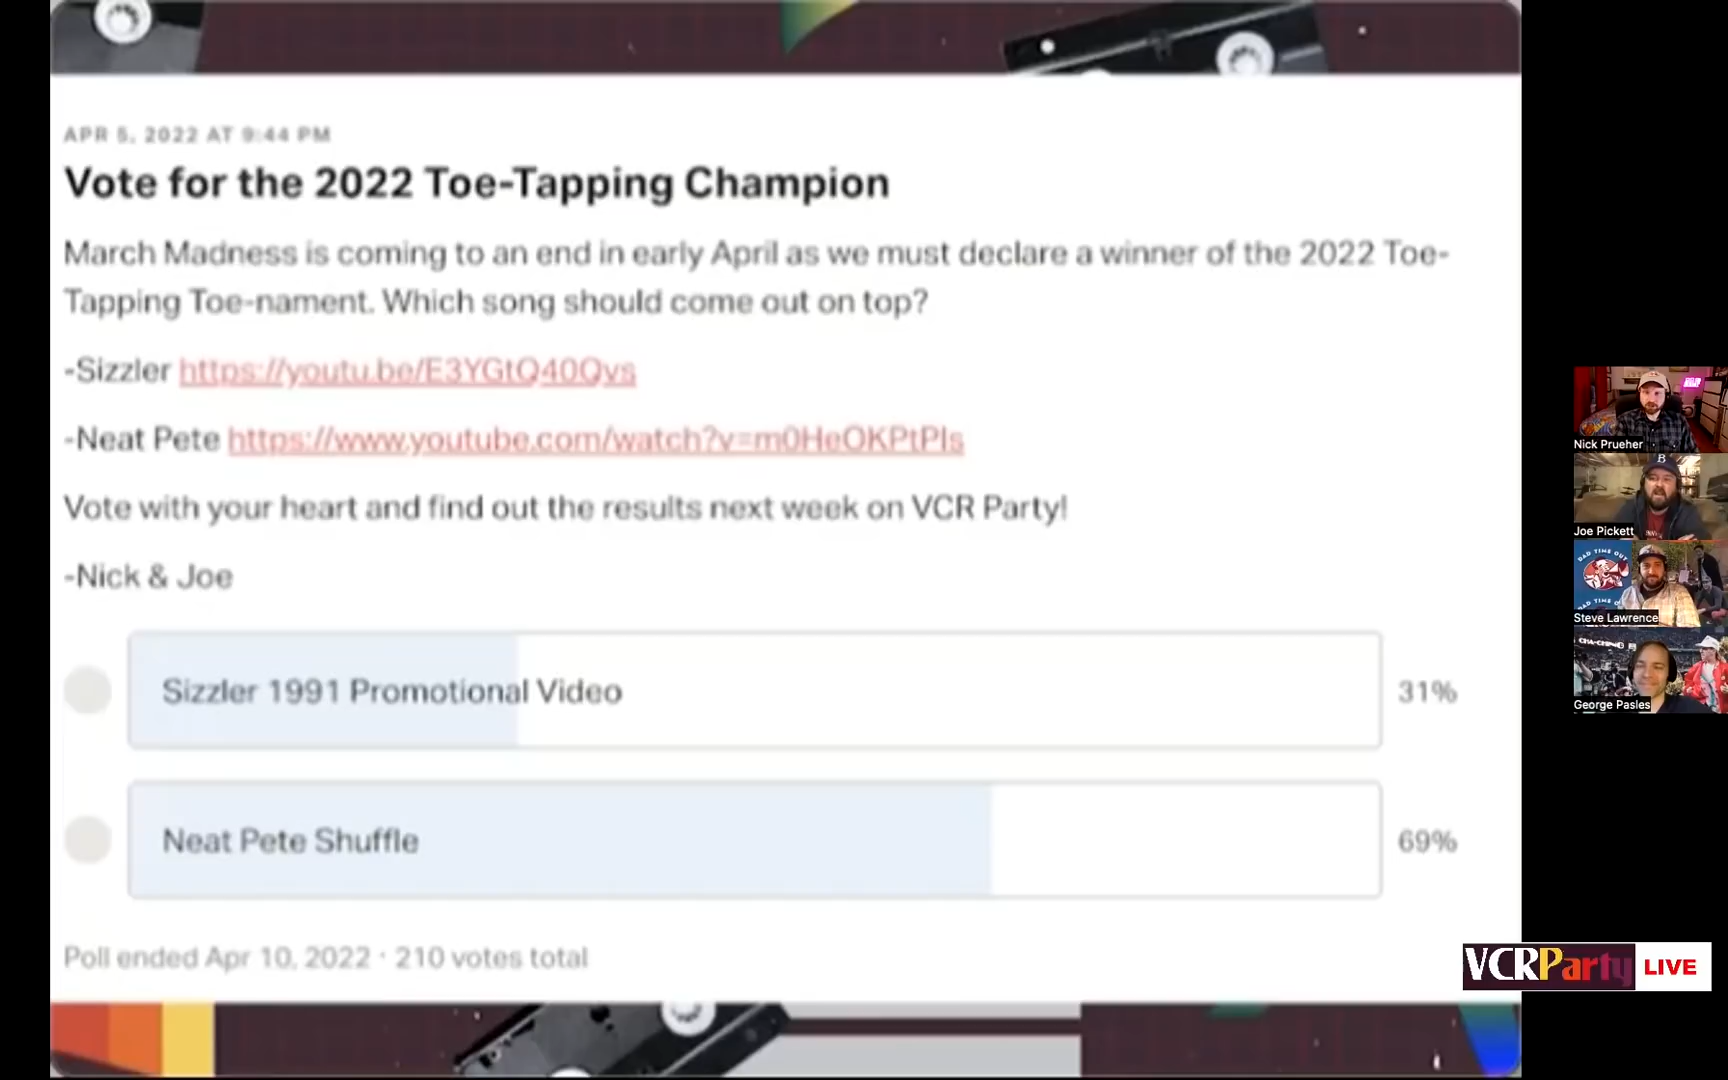 APR 5, 2022 AT 9:44 PM
Vote for the 2022 Toe-Tapping Champion
March Madness is coming to an end in early April as we must declare a winner of the 2022 Toe-
Tapping Toe-nament. Which song should come out on top?
-Sizzler https://youtu.be/E3YGtQ40Qvs
-Neat Pete https://www.youtube.com/watch?v=m0HeOKPtPls
Vote with your heart and find out the results next week on VCR Party!
-Nick & Joe
Sizzler 1991 Promotional Video 31%
Neat Pete Shuffle 69%
Poll ended Apr 10, 2022 · 210 votes total
Nick Prueher
B
Joe Pickett
DAD TIME OUT
Steve Lawrence
CHA-CHING
George Pasles
VCRParty LIVE